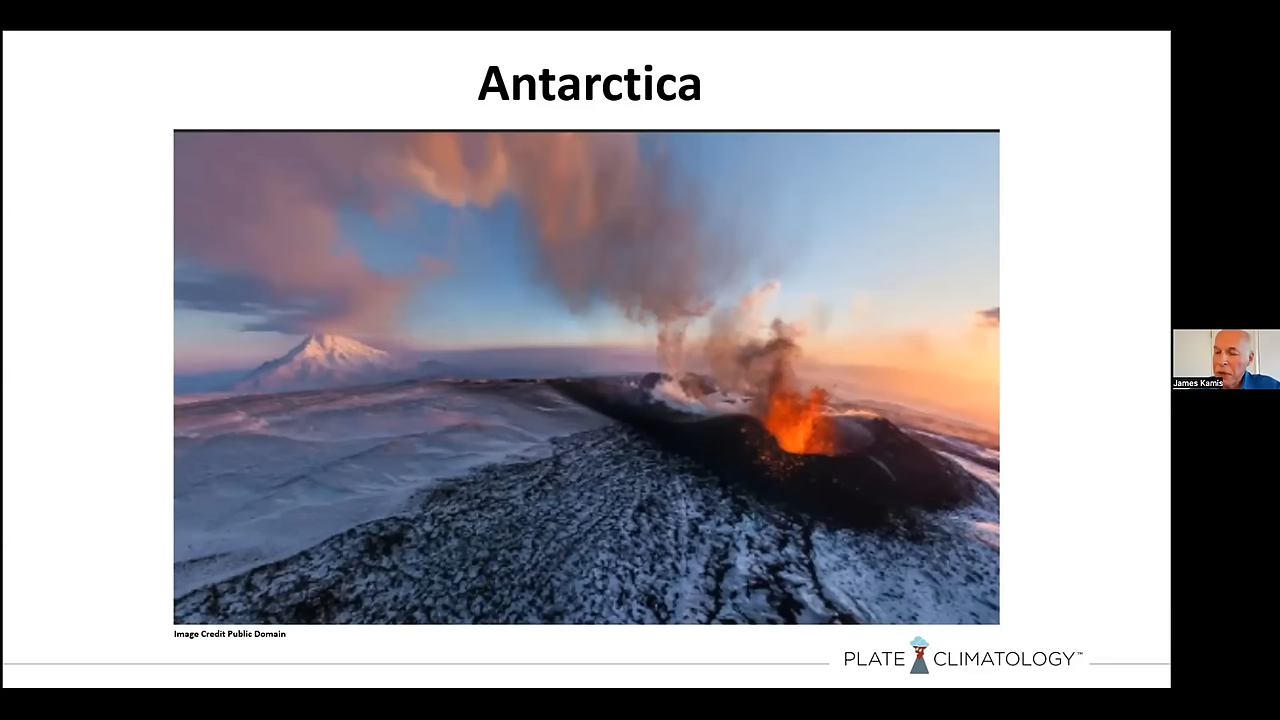 Antarctica
James Kamis
Image Credit Public Domain
PLATE CLIMATOLOGY™